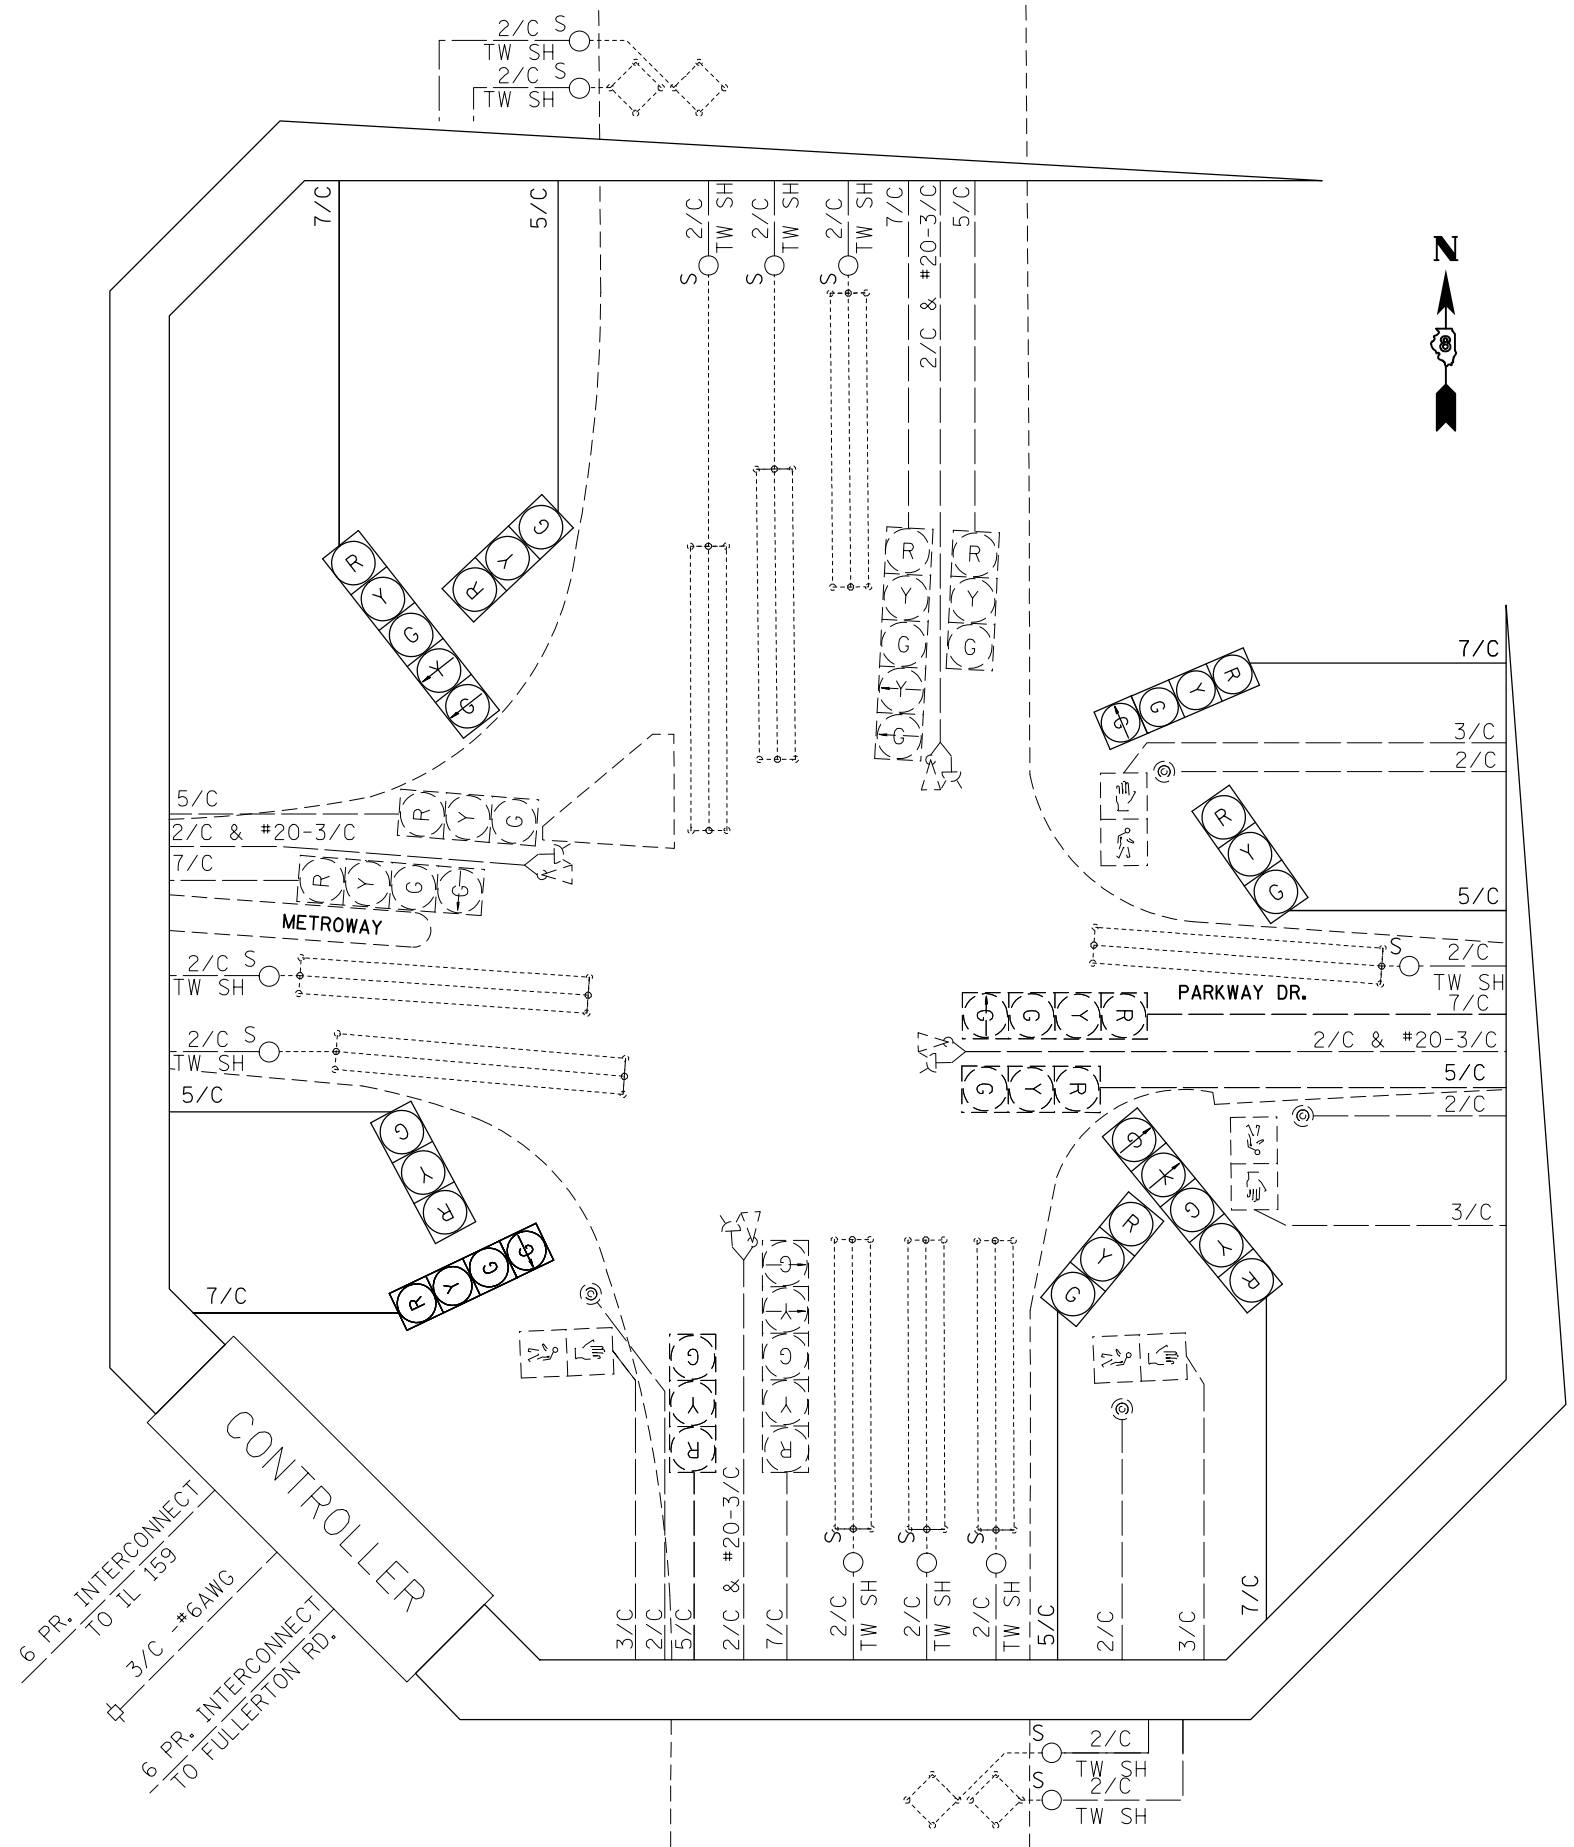 2/C S
TW SH
2/C S
TW SH
7/C
5/C
2/C
TW SH
S
2/C
TW SH
S
2/C
TW SH
S
7/C
2/C & #20-3/C
5/C
N
8
R
Y
G
Y
G
R
Y
G
R
Y
G
Y
G
R
Y
G
7/C
R
Y
G
G
3/C
2/C
5/C
R Y G
2/C & #20-3/C
7/C
R Y G G
METROWAY
R
Y
G
5/C
S 2/C
TW SH
PARKWAY DR.
7/C
G G Y R
2/C & #20-3/C
5/C
G Y R
2/C
2/C S
TW SH
2/C S
TW SH
5/C
G
Y
R
7/C
R Y G G
G
Y
G
Y
R
R
Y
G
3/C
G
Y
G
Y
R
G
Y
R
CONTROLLER
3/C
2/C
5/C
2/C & #20-3/C
7/C
S
2/C
TW SH
S
2/C
TW SH
S
2/C
TW SH
5/C
2/C
3/C
7/C
6 PR. INTERCONNECT
TO IL 159
3/C -#6AWG
6 PR. INTERCONNECT
TO FULLERTON RD.
S 2/C
TW SH
S 2/C
TW SH